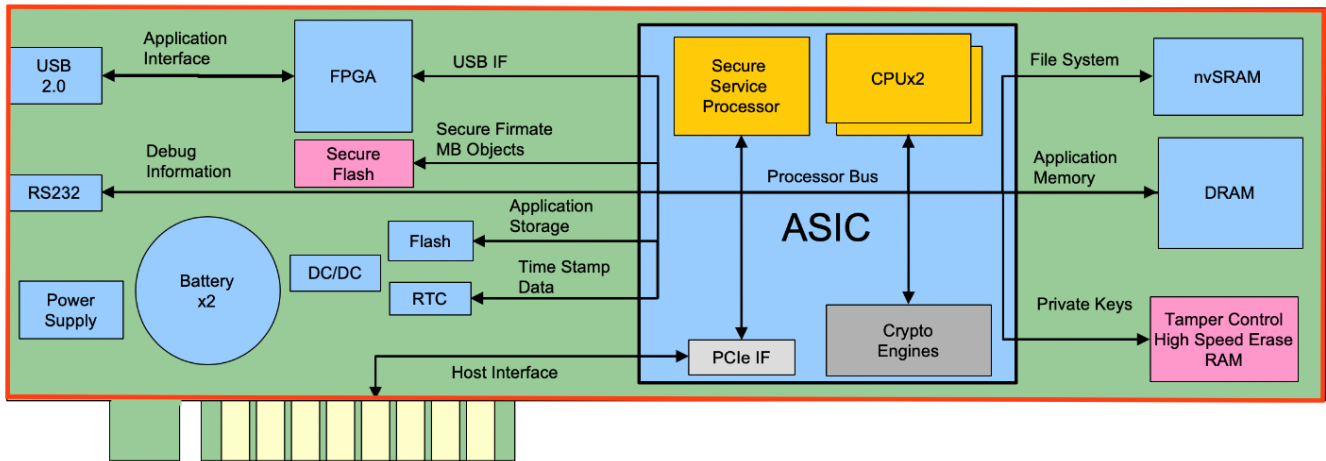 USB
2.0
Application
Interface
FPGA
USB IF
Secure Firmate
MB Objects
Secure
Flash
Debug
Information
RS232
Application
Storage
Flash
Time Stamp
Data
RTC
DC/DC
Battery
x2
Power
Supply
Host Interface
Secure
Service
Processor
CPUx2
Processor Bus
ASIC
PCIe IF
Crypto
Engines
File System
nvSRAM
Application
Memory
DRAM
Private Keys
Tamper Control
High Speed Erase
RAM